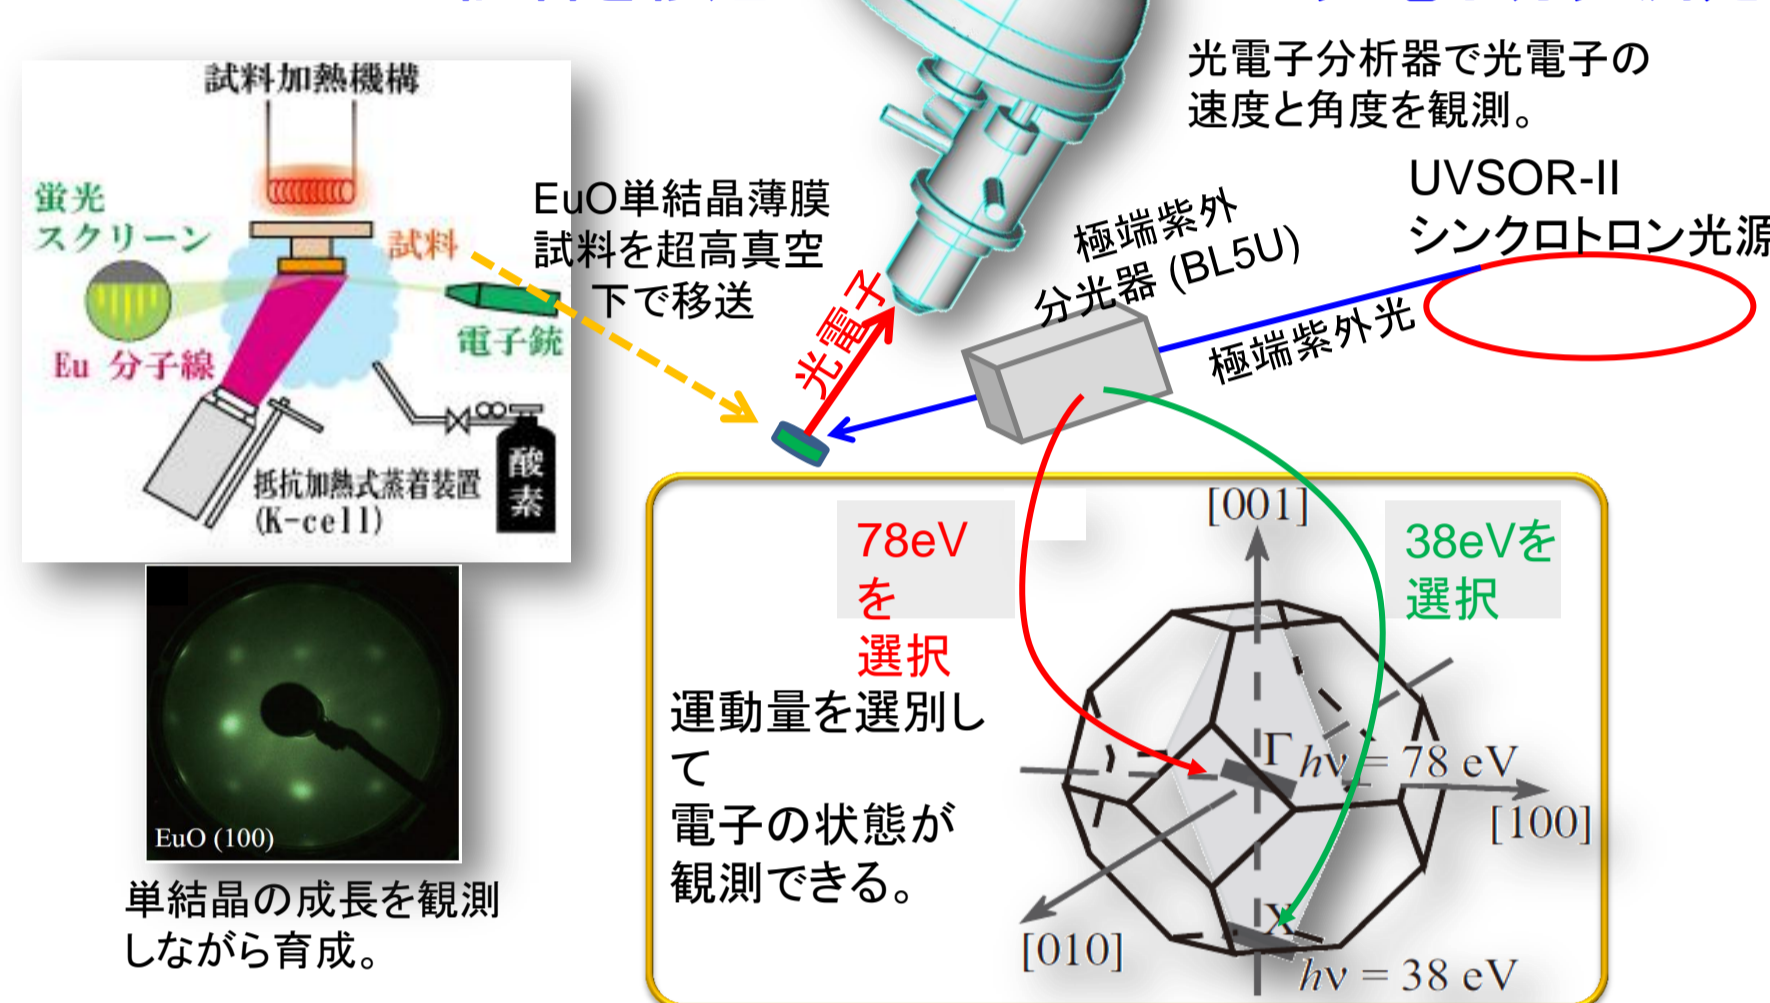 試料加熱機構
蛍光
スクリーン
試料
Eu 分子線
電子銃
抵抗加熱式蒸着装置
(K-cell)
酸
素
EuO (100)
単結晶の成長を観測
しながら育成。
EuO単結晶薄膜
試料を超高真空
下で移送
光電子
光電子分析器で光電子の
速度と角度を観測。
UVSOR-II
シンクロトロン光源
極端紫外
分光器 (BL5U)
極端紫外光
78eV
を
選択
38eVを
選択
運動量を選別し
て
電子の状態が
観測できる。
[001]
Γ
hν = 78 eV
[100]
[010]
X
hν = 38 eV